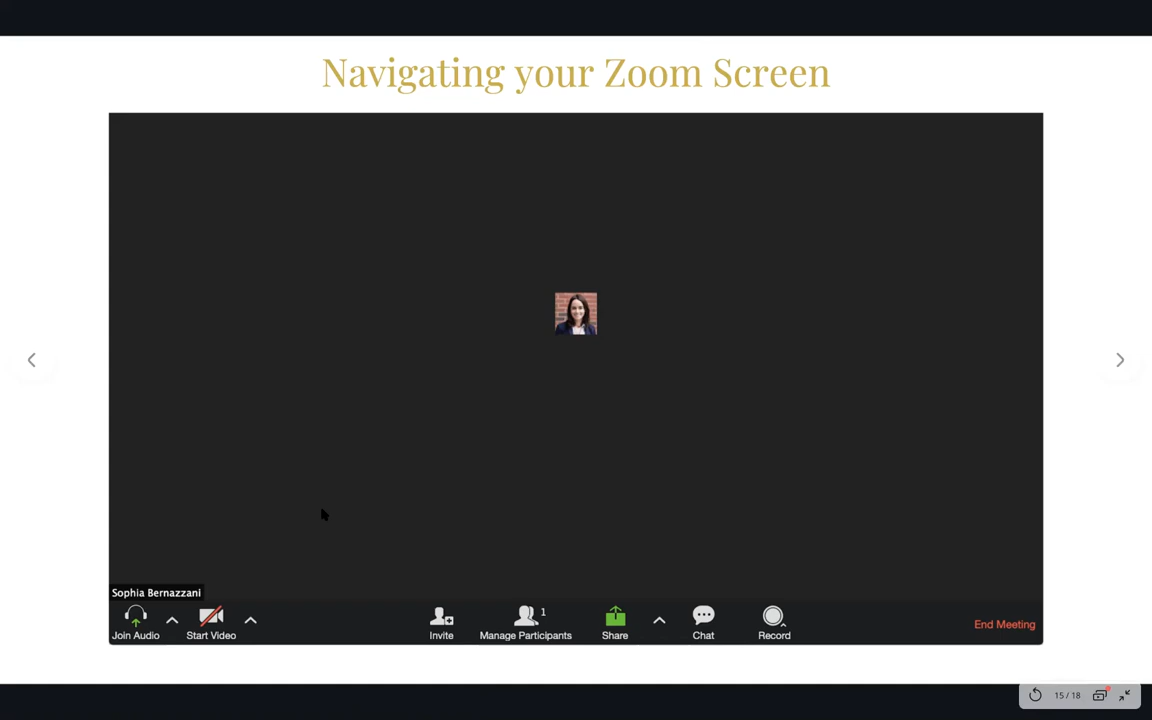 Navigating your Zoom Screen
Sophia Bernazzani
1
Join Audio Start Video Invite Manage Participants Share Chat Record End Meeting
15 / 18